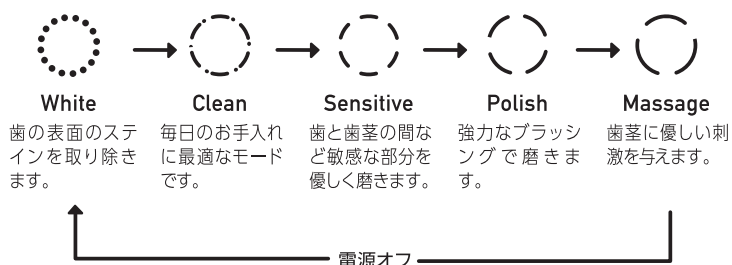 White
歯の表面のステ
インを取り除き
ます。
Clean
毎日のお手入れ
に最適なモード
です。
Sensitive
歯と歯茎の間な
ど敏感な部分を
優しく磨きます。
Polish
強力なブラッシ
ングで磨きま
す。
Massage
歯茎に優しい刺
激を与えます。
電源オフ